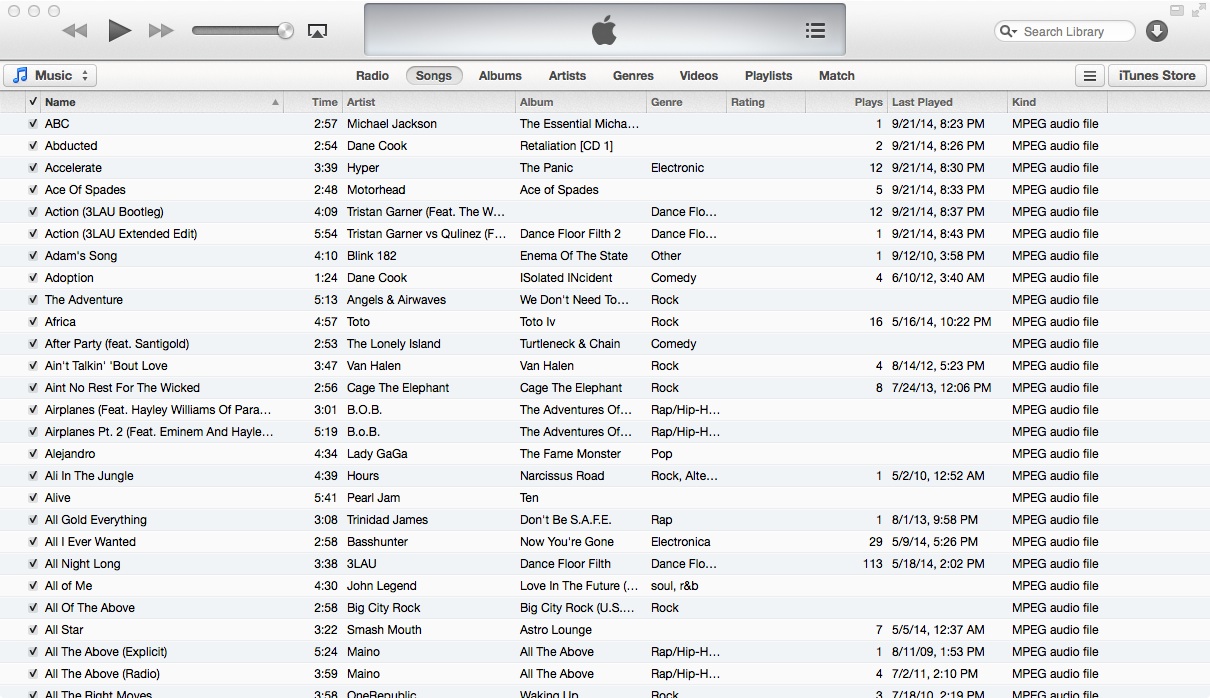 Search Library
Music Radio Songs Albums Artists Genres Videos Playlists Match iTunes Store
✓ Name Time Artist Album Genre Rating Plays Last Played Kind
✓ ABC 2:57 Michael Jackson The Essential Micha... 1 9/21/14, 8:23 PM MPEG audio file
✓ Abducted 2:54 Dane Cook Retaliation [CD 1] 2 9/21/14, 8:26 PM MPEG audio file
✓ Accelerate 3:39 Hyper The Panic Electronic 12 9/21/14, 8:30 PM MPEG audio file
✓ Ace Of Spades 2:48 Motorhead Ace of Spades 5 9/21/14, 8:33 PM MPEG audio file
✓ Action (3LAU Bootleg) 4:09 Tristan Garner (Feat. The W... Dance Flo... 12 9/21/14, 8:37 PM MPEG audio file
✓ Action (3LAU Extended Edit) 5:54 Tristan Garner vs Qulinez (F... Dance Floor Filth 2 Dance Flo... 1 9/21/14, 8:43 PM MPEG audio file
✓ Adam's Song 4:10 Blink 182 Enema Of The State Other 1 9/12/10, 3:58 PM MPEG audio file
✓ Adoption 1:24 Dane Cook ISolated INcident Comedy 4 6/10/12, 3:40 AM MPEG audio file
✓ The Adventure 5:13 Angels & Airwaves We Don't Need To... Rock MPEG audio file
✓ Africa 4:57 Toto Toto Iv Rock 16 5/16/14, 10:22 PM MPEG audio file
✓ After Party (feat. Santigold) 2:53 The Lonely Island Turtleneck & Chain Comedy MPEG audio file
✓ Ain't Talkin' 'Bout Love 3:47 Van Halen Van Halen Rock 4 8/14/12, 5:23 PM MPEG audio file
✓ Aint No Rest For The Wicked 2:56 Cage The Elephant Cage The Elephant Rock 8 7/24/13, 12:06 PM MPEG audio file
✓ Airplanes (Feat. Hayley Williams Of Para... 3:01 B.O.B. The Adventures Of... Rap/Hip-H... MPEG audio file
✓ Airplanes Pt. 2 (Feat. Eminem And Hayle... 5:19 B.o.B. The Adventures Of... Rap/Hip-H... MPEG audio file
✓ Alejandro 4:34 Lady GaGa The Fame Monster Pop MPEG audio file
✓ Ali In The Jungle 4:39 Hours Narcissus Road Rock, Alte... 1 5/2/10, 12:52 AM MPEG audio file
✓ Alive 5:41 Pearl Jam Ten MPEG audio file
✓ All Gold Everything 3:08 Trinidad James Don't Be S.A.F.E. Rap 1 8/1/13, 9:58 PM MPEG audio file
✓ All I Ever Wanted 2:58 Basshunter Now You're Gone Electronica 29 5/9/14, 5:26 PM MPEG audio file
✓ All Night Long 3:38 3LAU Dance Floor Filth Dance Flo... 113 5/18/14, 2:02 PM MPEG audio file
✓ All of Me 4:30 John Legend Love In The Future (... soul, r&b MPEG audio file
✓ All Of The Above 2:58 Big City Rock Big City Rock (U.S.... Rock MPEG audio file
✓ All Star 3:22 Smash Mouth Astro Lounge 7 5/5/14, 12:37 AM MPEG audio file
✓ All The Above (Explicit) 5:24 Maino All The Above Rap/Hip-H... 1 8/11/09, 1:53 PM MPEG audio file
✓ All The Above (Radio) 3:59 Maino All The Above Rap/Hip-H... 4 7/2/11, 2:10 PM MPEG audio file
✓ All The Right Moves 3:58 OneRepublic Waking Up Rock 3 7/18/10, 2:19 PM MPEG audio file